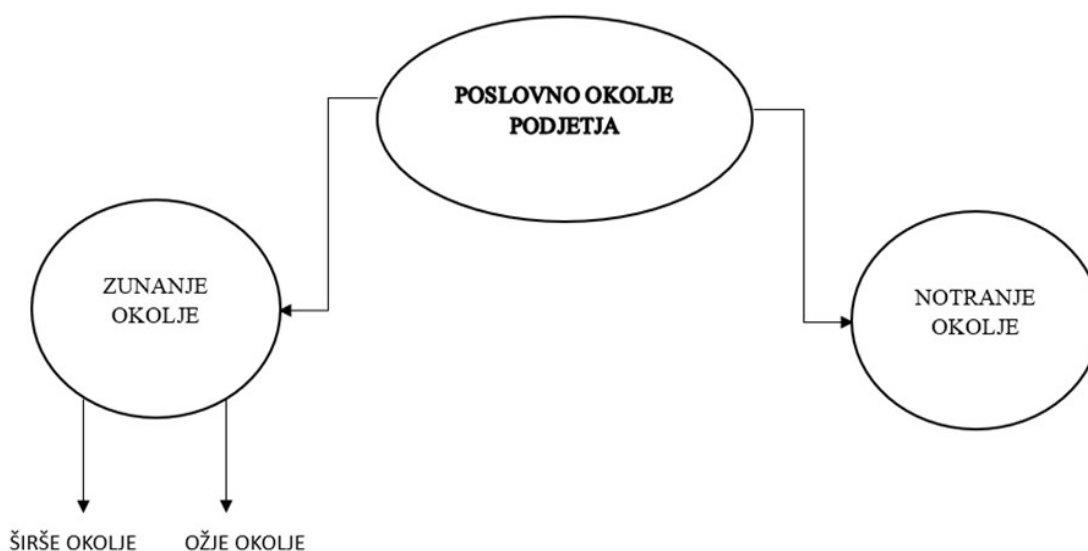 POSLOVNO OKOLJE
PODJETJA
ZUNANJE
OKOLJE
NOTRANJE
OKOLJE
ŠIRŠE OKOLJE
OŽJE OKOLJE